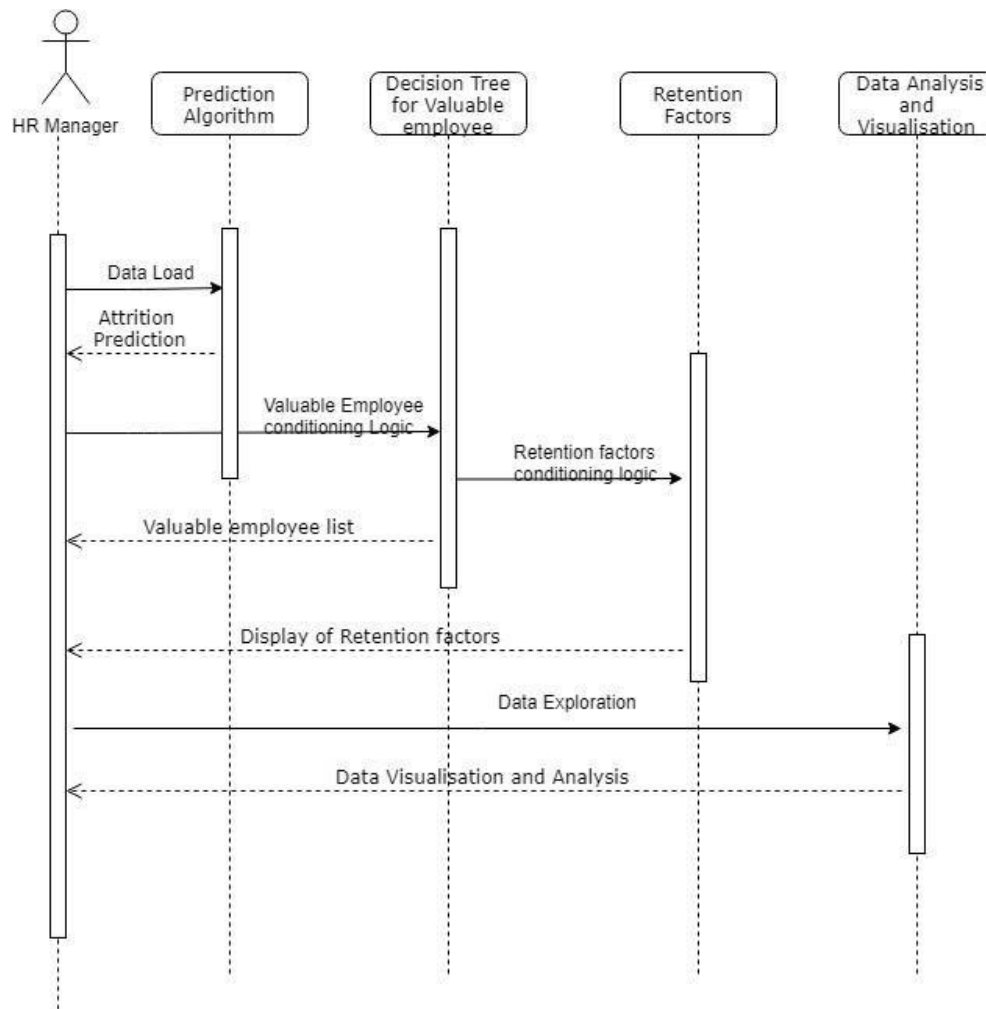 HR Manager
Prediction
Algorithm
Decision Tree
for Valuable
employee
Retention
Factors
Data Analysis
and
Visualisation
Data Load
Attrition
Prediction
Valuable Employee
conditioning Logic
Retention factors
conditioning logic
Valuable employee list
Display of Retention factors
Data Exploration
Data Visualisation and Analysis